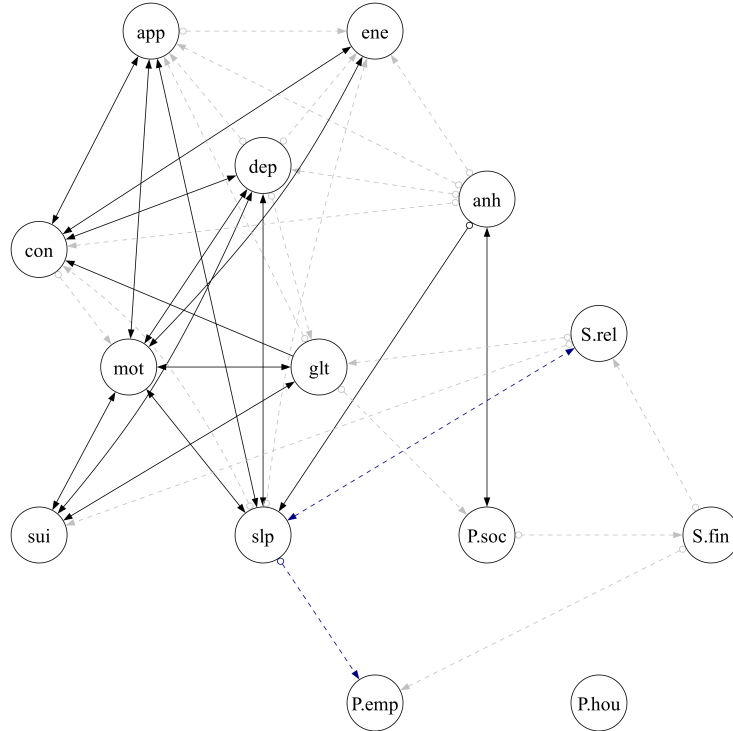 app
ene
dep
anh
con
S.rel
mot
glt
sui
slp
P.soc
S.fin
P.emp
P.hou